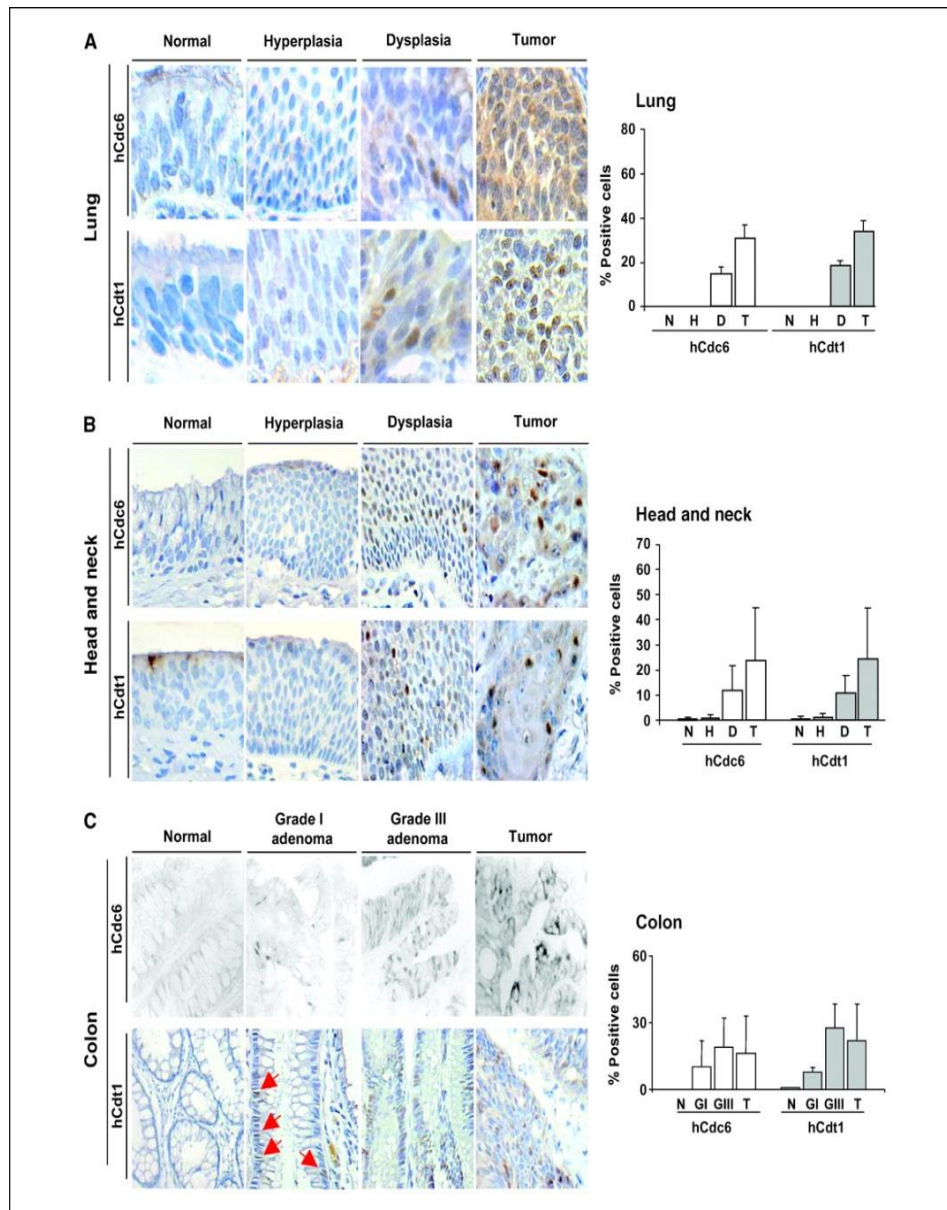 A
Normal Hyperplasia Dysplasia Tumor
Lung
hCdc6
hCdt1
Lung
% Positive cells
80
60
40
20
0
N H D T N H D T
hCdc6 hCdt1
B
Normal Hyperplasia Dysplasia Tumor
Head and neck
hCdc6
hCdt1
Head and neck
% Positive cells
70
60
50
40
30
20
10
0
N H D T N H D T
hCdc6 hCdt1
C
Normal Grade I adenoma Grade III adenoma Tumor
Colon
hCdc6
hCdt1
Colon
% Positive cells
60
30
0
N GI GIII T N GI GIII T
hCdc6 hCdt1